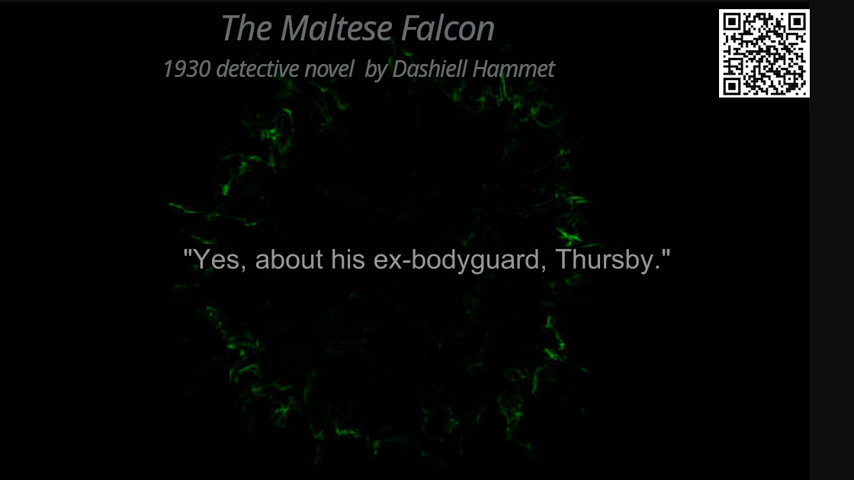 The Maltese Falcon
1930 detective novel  by Dashiell Hammet
"Yes, about his ex-bodyguard, Thursby."